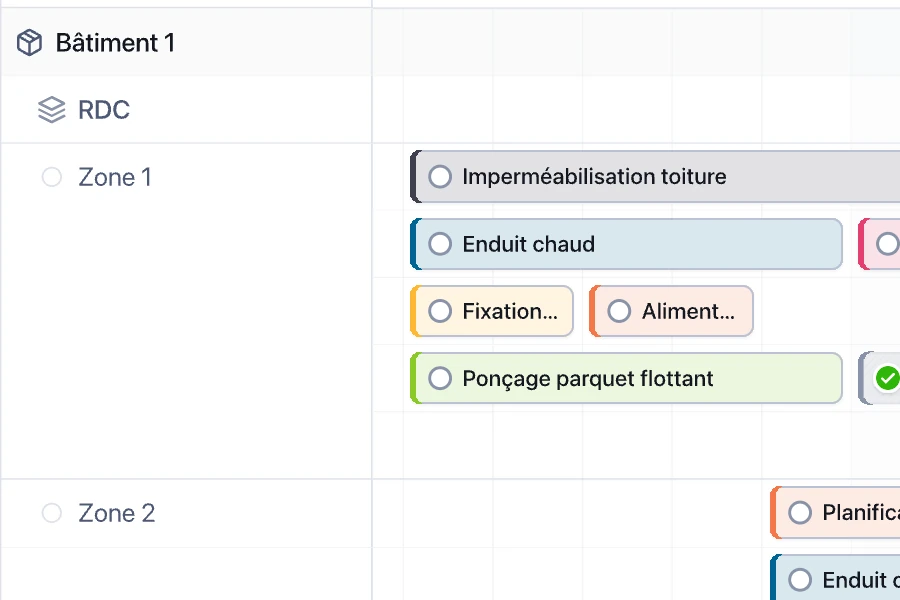 Bâtiment 1
RDC
Zone 1
Imperméabilisation toiture
Enduit chaud
Fixation...
Aliment...
Ponçage parquet flottant
Zone 2
Planifica
Enduit c